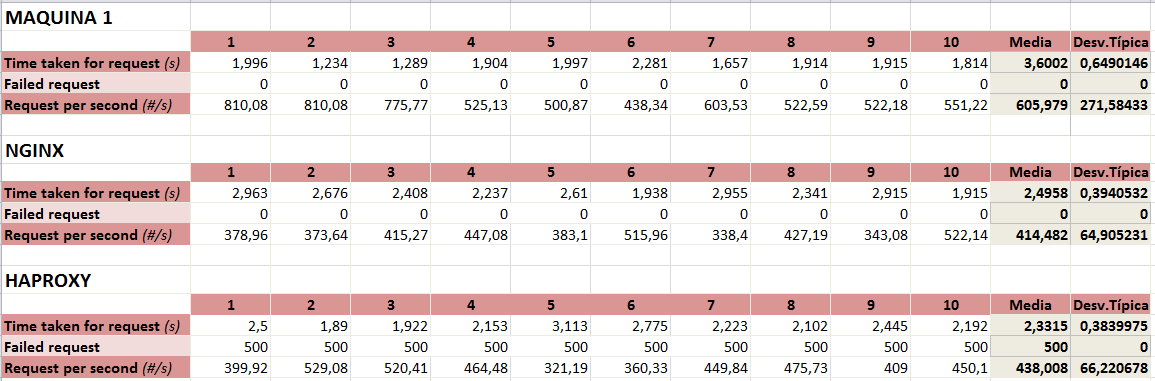 MAQUINA 1
1 2 3 4 5 6 7 8 9 10 Media Desv.Típica
Time taken for request (s) 1,996 1,234 1,289 1,904 1,997 2,281 1,657 1,914 1,915 1,814 3,6002 0,6490146
Failed request 0 0 0 0 0 0 0 0 0 0 0 0
Request per second (#/s) 810,08 810,08 775,77 525,13 500,87 438,34 603,53 522,59 522,18 551,22 605,979 271,58433
NGINX
1 2 3 4 5 6 7 8 9 10 Media Desv.Típica
Time taken for request (s) 2,963 2,676 2,408 2,237 2,61 1,938 2,955 2,341 2,915 1,915 2,4958 0,3940532
Failed request 0 0 0 0 0 0 0 0 0 0 0 0
Request per second (#/s) 378,96 373,64 415,27 447,08 383,1 515,96 338,4 427,19 343,08 522,14 414,482 64,905231
HAPROXY
1 2 3 4 5 6 7 8 9 10 Media Desv.Típica
Time taken for request (s) 2,5 1,89 1,922 2,153 3,113 2,775 2,223 2,102 2,445 2,192 2,3315 0,3839975
Failed request 500 500 500 500 500 500 500 500 500 500 500 0
Request per second (#/s) 399,92 529,08 520,41 464,48 321,19 360,33 449,84 475,73 409 450,1 438,008 66,220678